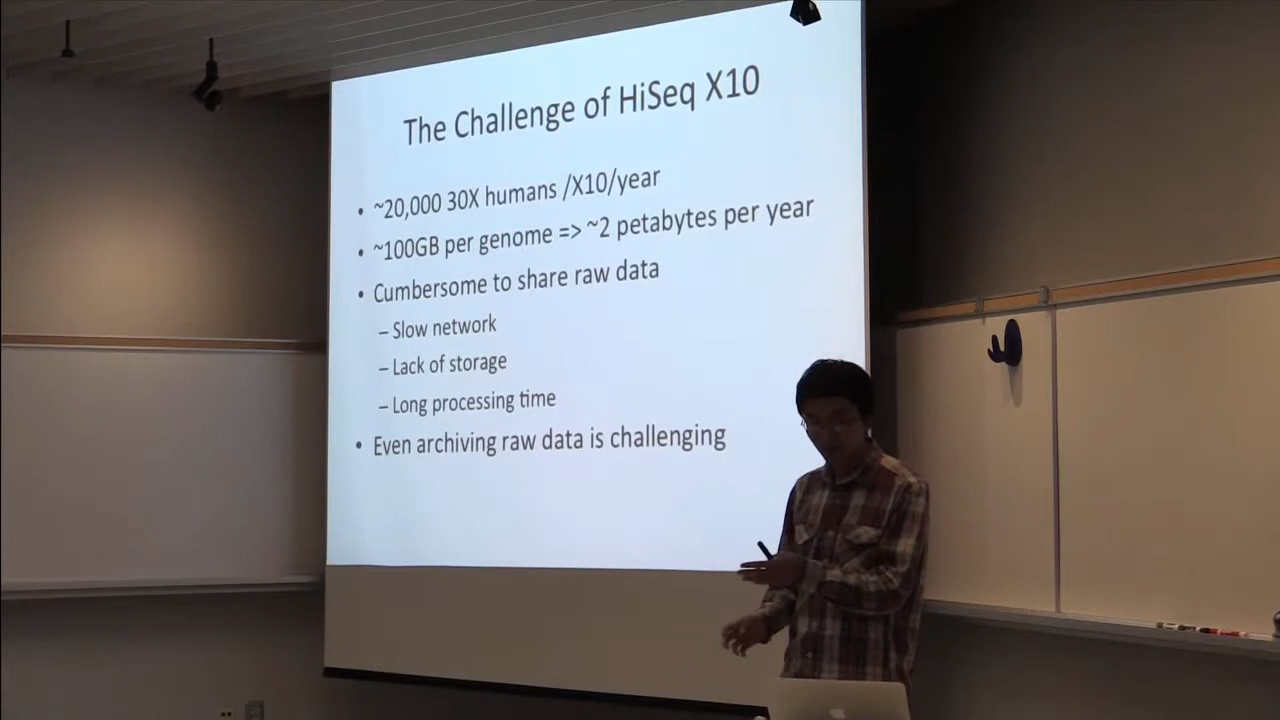 The Challenge of HiSeq X10
• ~20,000 30X humans /X10/year
• ~100GB per genome => ~2 petabytes per year
• Cumbersome to share raw data
– Slow network
– Lack of storage
– Long processing time
• Even archiving raw data is challenging